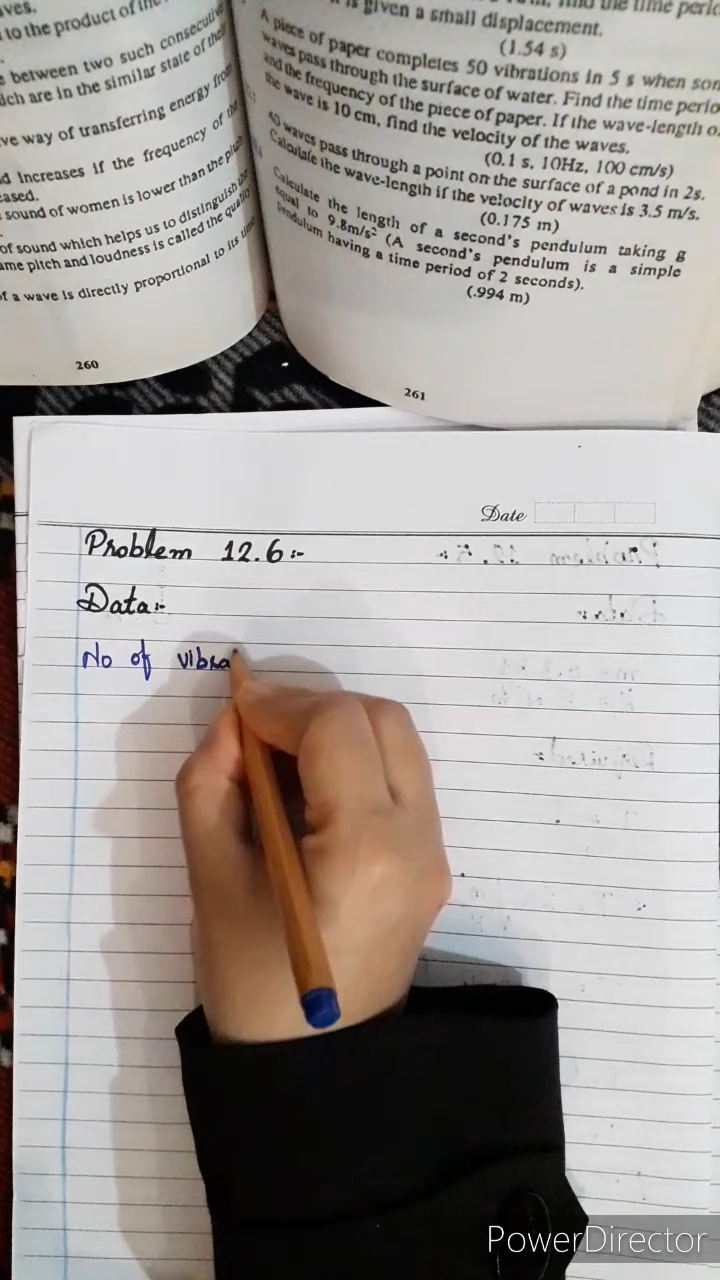 ves.
to the product of the
e between two such consecutive
ich are in the similar state of their
ve way of transferring energy from
d increases if the frequency of the
eased.
sound of women is lower than the pitch
of sound which helps us to distinguish the
ame pitch and loudness is called the quality
of a wave is directly proportional to its time
260
find the time perio
is given a small displacement.
(1.54 s)
A piece of paper completes 50 vibrations in 5 s when som
waves pass through the surface of water. Find the time perio
and the frequency of the piece of paper. If the wave-length o
the wave is 10 cm, find the velocity of the waves.
(0.1 s, 10Hz, 100 cm/s)
40 waves pass through a point on the surface of a pond in 2s.
Calculate the wave-length if the velocity of waves is 3.5 m/s.
(0.175 m)
Calculate the length of a second's pendulum taking g
equal to 9.8m/s² (A second's pendulum is a simple
pendulum having a time period of 2 seconds).
(.994 m)
261
Date
Problem 12.6:-
Data:-
No of vibra
PowerDirector